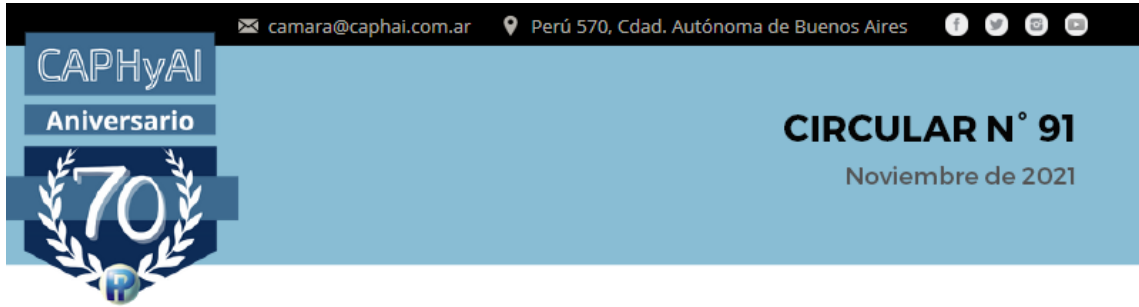 camara@caphai.com.ar Perú 570, Cdad. Autónoma de Buenos Aires
CAPHyAI
Aniversario
70
CIRCULAR N° 91
Noviembre de 2021